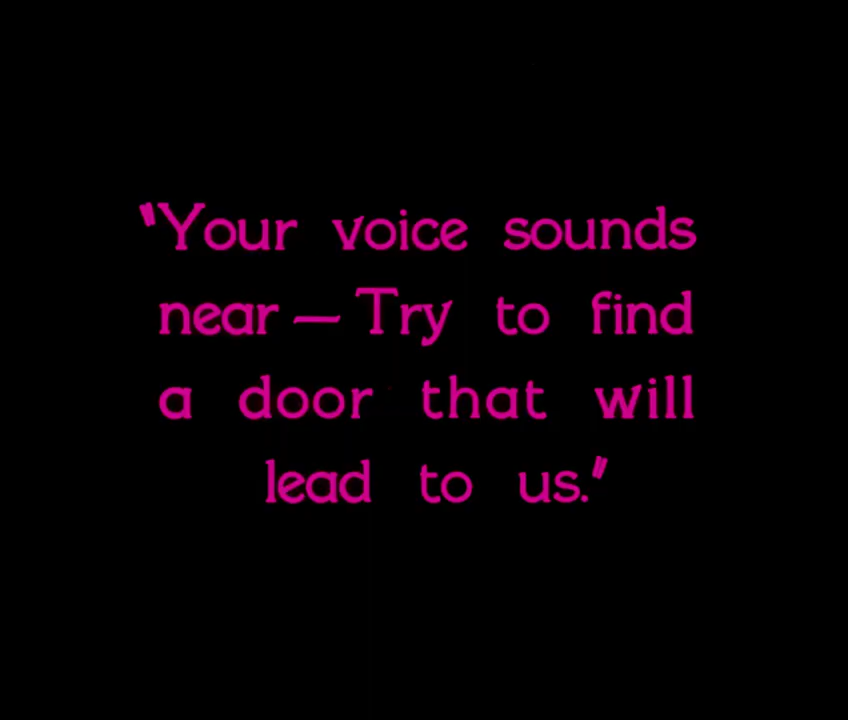 "Your voice sounds
near — Try to find
a door that will
lead to us."